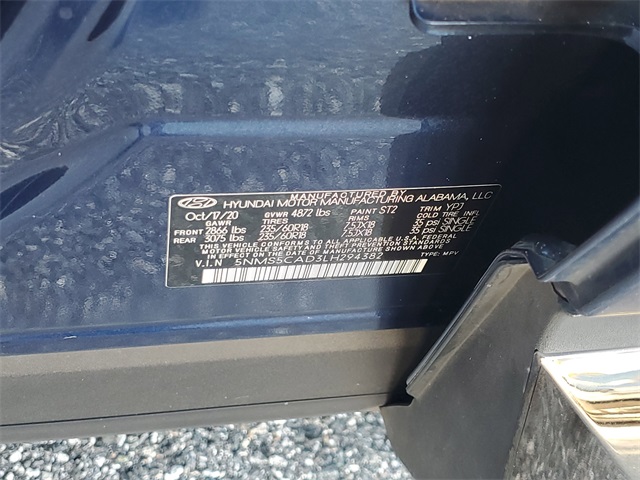 MANUFACTURED BY
HYUNDAI MOTOR MANUFACTURING ALABAMA, LLC
Oct/17/20 GVWR 4872 lbs PAINT ST2 TRIM YPJ
GAWR TIRES RIMS COLD TIRE INFL
FRONT 2866 lbs 235/60R18 7.5JX18 35 psi SINGLE
REAR 3075 lbs 235/60R18 7.5JX18 35 psi SINGLE
THIS VEHICLE CONFORMS TO ALL APPLICABLE U.S.A. FEDERAL
MOTOR VEHICLE SAFETY AND THEFT PREVENTION STANDARDS
IN EFFECT ON THE DATE OF MANUFACTURE SHOWN ABOVE.
V.I.N 5NMS5CAD3LH294382 TYPE: MPV